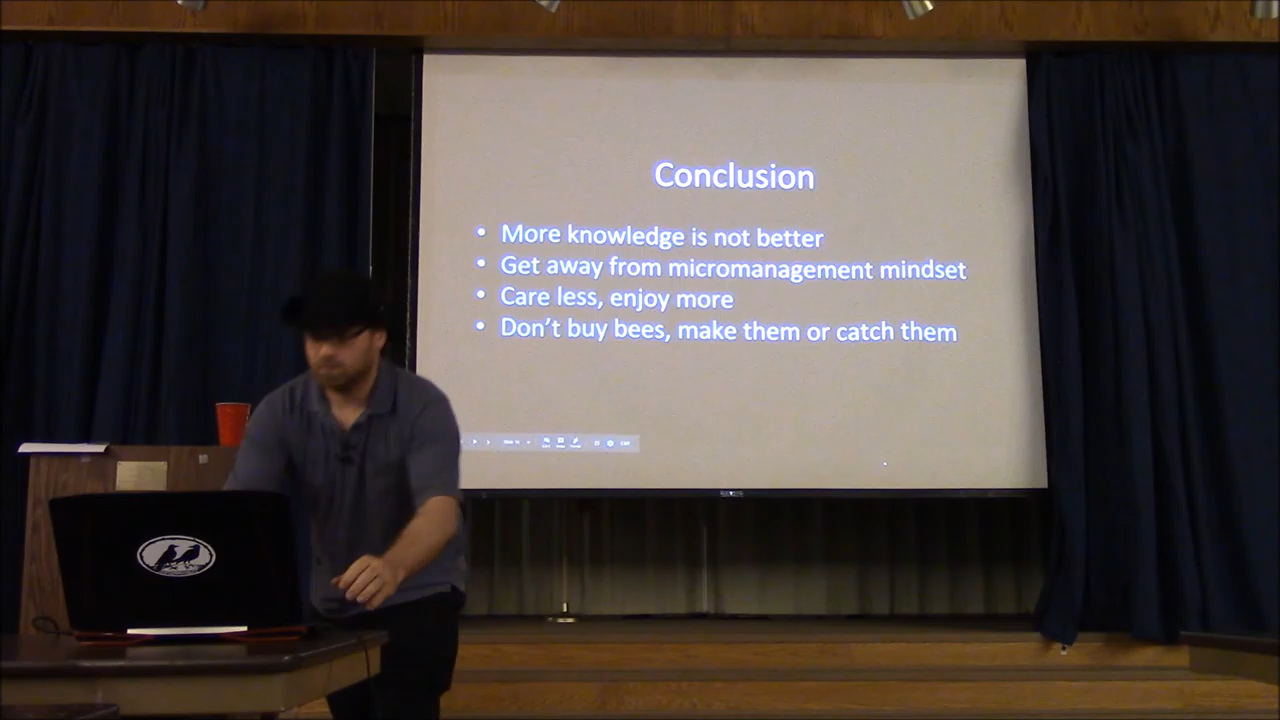 Conclusion
• More knowledge is not better
• Get away from micromanagement mindset
• Care less, enjoy more
• Don't buy bees, make them or catch them